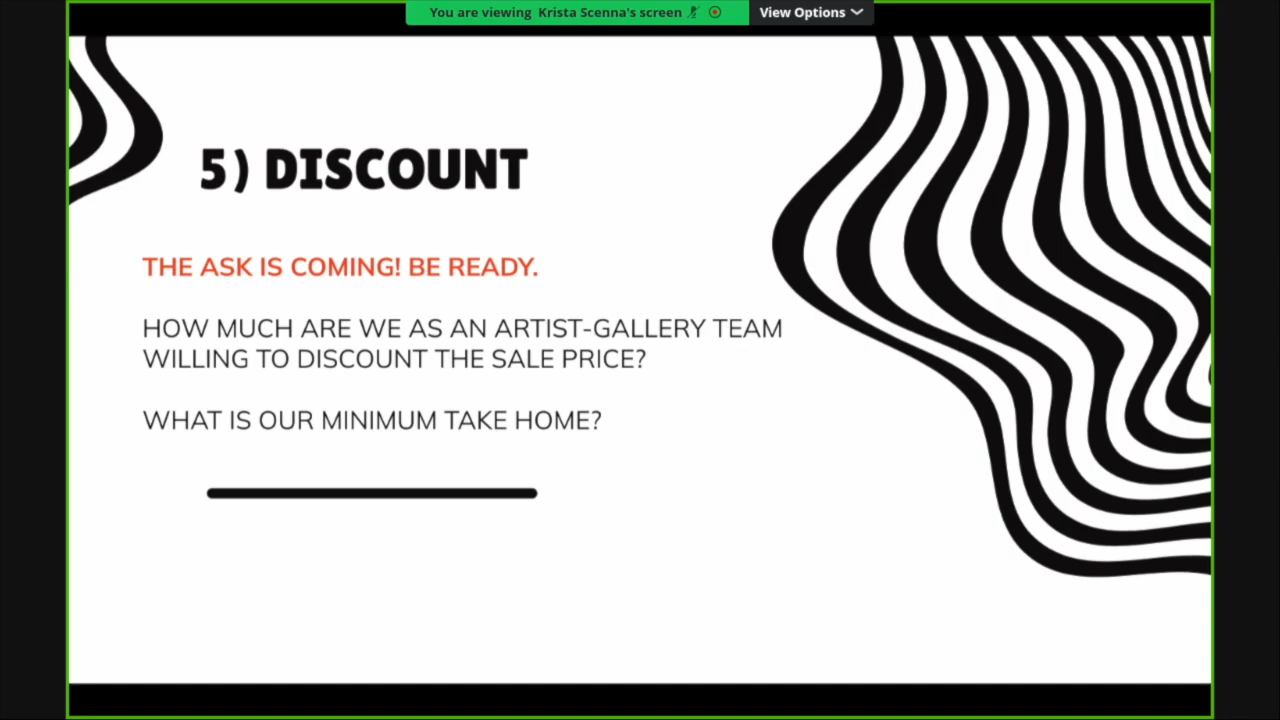 You are viewing Krista Scenna's screen
View Options
5) DISCOUNT
THE ASK IS COMING! BE READY.
HOW MUCH ARE WE AS AN ARTIST-GALLERY TEAM
WILLING TO DISCOUNT THE SALE PRICE?
WHAT IS OUR MINIMUM TAKE HOME?